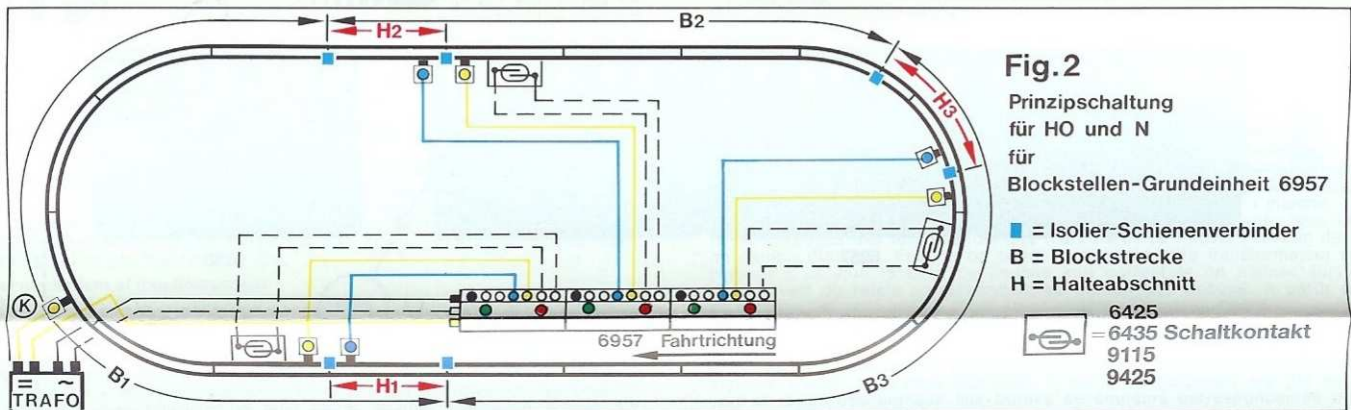 H2
B2
H3
Fig.2
Prinzipschaltung
für HO und N
für
Blockstellen-Grundeinheit 6957
= Isolier-Schienenverbinder
B = Blockstrecke
H = Halteabschnitt
6425
= 6435 Schaltkontakt
9115
9425
K
= ~
TRAFO
B1
H1
B3
6957 Fahrtrichtung